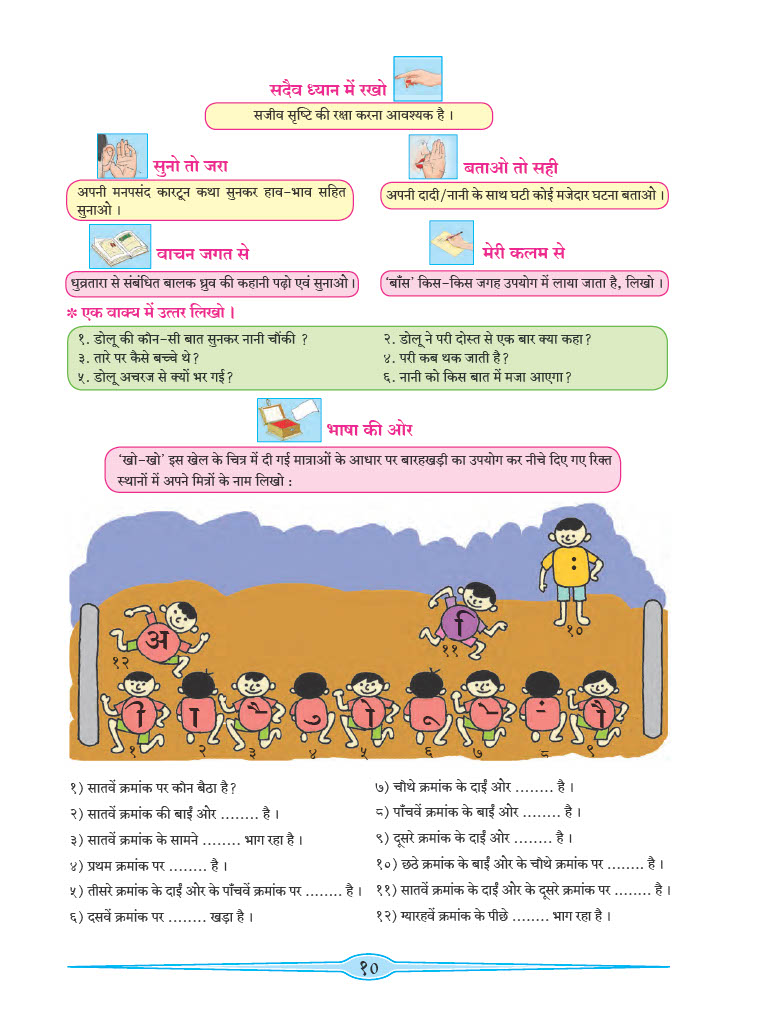 सदैव ध्यान में रखो
सजीव सृष्टि की रक्षा करना आवश्यक है ।
सुनो तो जरा
अपनी मनपसंद कार्टून कथा सुनकर हाव-भाव सहित
सुनाओ ।
बताओ तो सही
अपनी दादी/नानी के साथ घटी कोई मजेदार घटना बताओ ।
वाचन जगत से
ध्रुवतारा से संबंधित बालक ध्रुव की कहानी पढ़ो एवं सुनाओ ।
मेरी कलम से
‘बाँस’ किस-किस जगह उपयोग में लाया जाता है, लिखो ।
* एक वाक्य में उत्तर लिखो ।
१. डोलू की कौन-सी बात सुनकर नानी चौंकी ?
२. डोलू ने परी दोस्त से एक बार क्या कहा?
३. तारे पर कैसे बच्चे थे?
४. परी कब थक जाती है?
५. डोलू अचरज से क्यों भर गई?
६. नानी को किस बात में मजा आएगा?
भाषा की ओर
‘खो-खो’ इस खेल के चित्र में दी गई मात्राओं के आधार पर बारहखड़ी का उपयोग कर नीचे दिए गए रिक्त
स्थानों में अपने मित्रों के नाम लिखो :
अ
ि
१२
११
१०
ी ा ै ु ो ू े ं ौ
१ २ ३ ४ ५ ६ ७ ८ ९
१) सातवें क्रमांक पर कौन बैठा है?
२) सातवें क्रमांक की बाईं ओर ........ है ।
३) सातवें क्रमांक के सामने ........ भाग रहा है ।
४) प्रथम क्रमांक पर ........ है ।
५) तीसरे क्रमांक के दाईं ओर के पाँचवें क्रमांक पर ........ है ।
६) दसवें क्रमांक पर ........ खड़ा है ।
७) चौथे क्रमांक के दाईं ओर ........ है ।
८) पाँचवें क्रमांक के बाईं ओर ........ है ।
९) दूसरे क्रमांक के दाईं ओर ........ है ।
१०) छठे क्रमांक के बाईं ओर के चौथे क्रमांक पर ........ है ।
११) सातवें क्रमांक के दाईं ओर के दूसरे क्रमांक पर ........ है ।
१२) ग्यारहवें क्रमांक के पीछे ........ भाग रहा है ।
१०